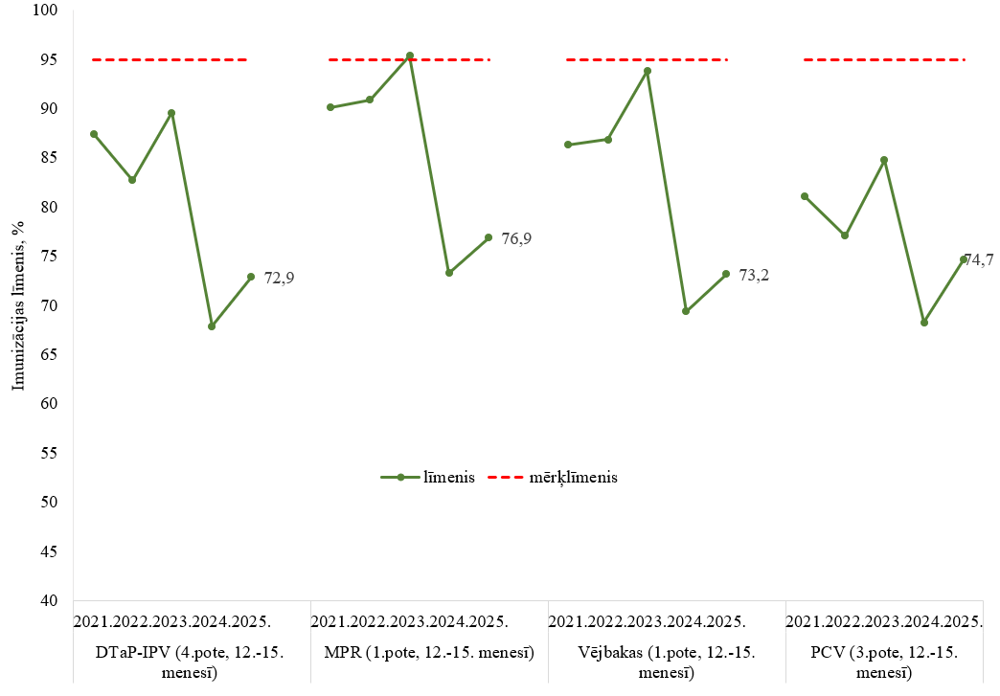 100
95
90
85
80
75
70
65
60
55
50
45
40
Imunizācijas līmenis, %
72,9
76,9
73,2
74,7
līmenis
mērķlīmenis
2021.2022.2023.2024.2025.
2021.2022.2023.2024.2025.
2021.2022.2023.2024.2025.
2021.2022.2023.2024.2025.
DTaP-IPV (4.pote, 12.-15.
menesī)
MPR (1.pote, 12.-15. menesī)
Vējbakas (1.pote, 12.-15.
menesī)
PCV (3.pote, 12.-15.
menesī)